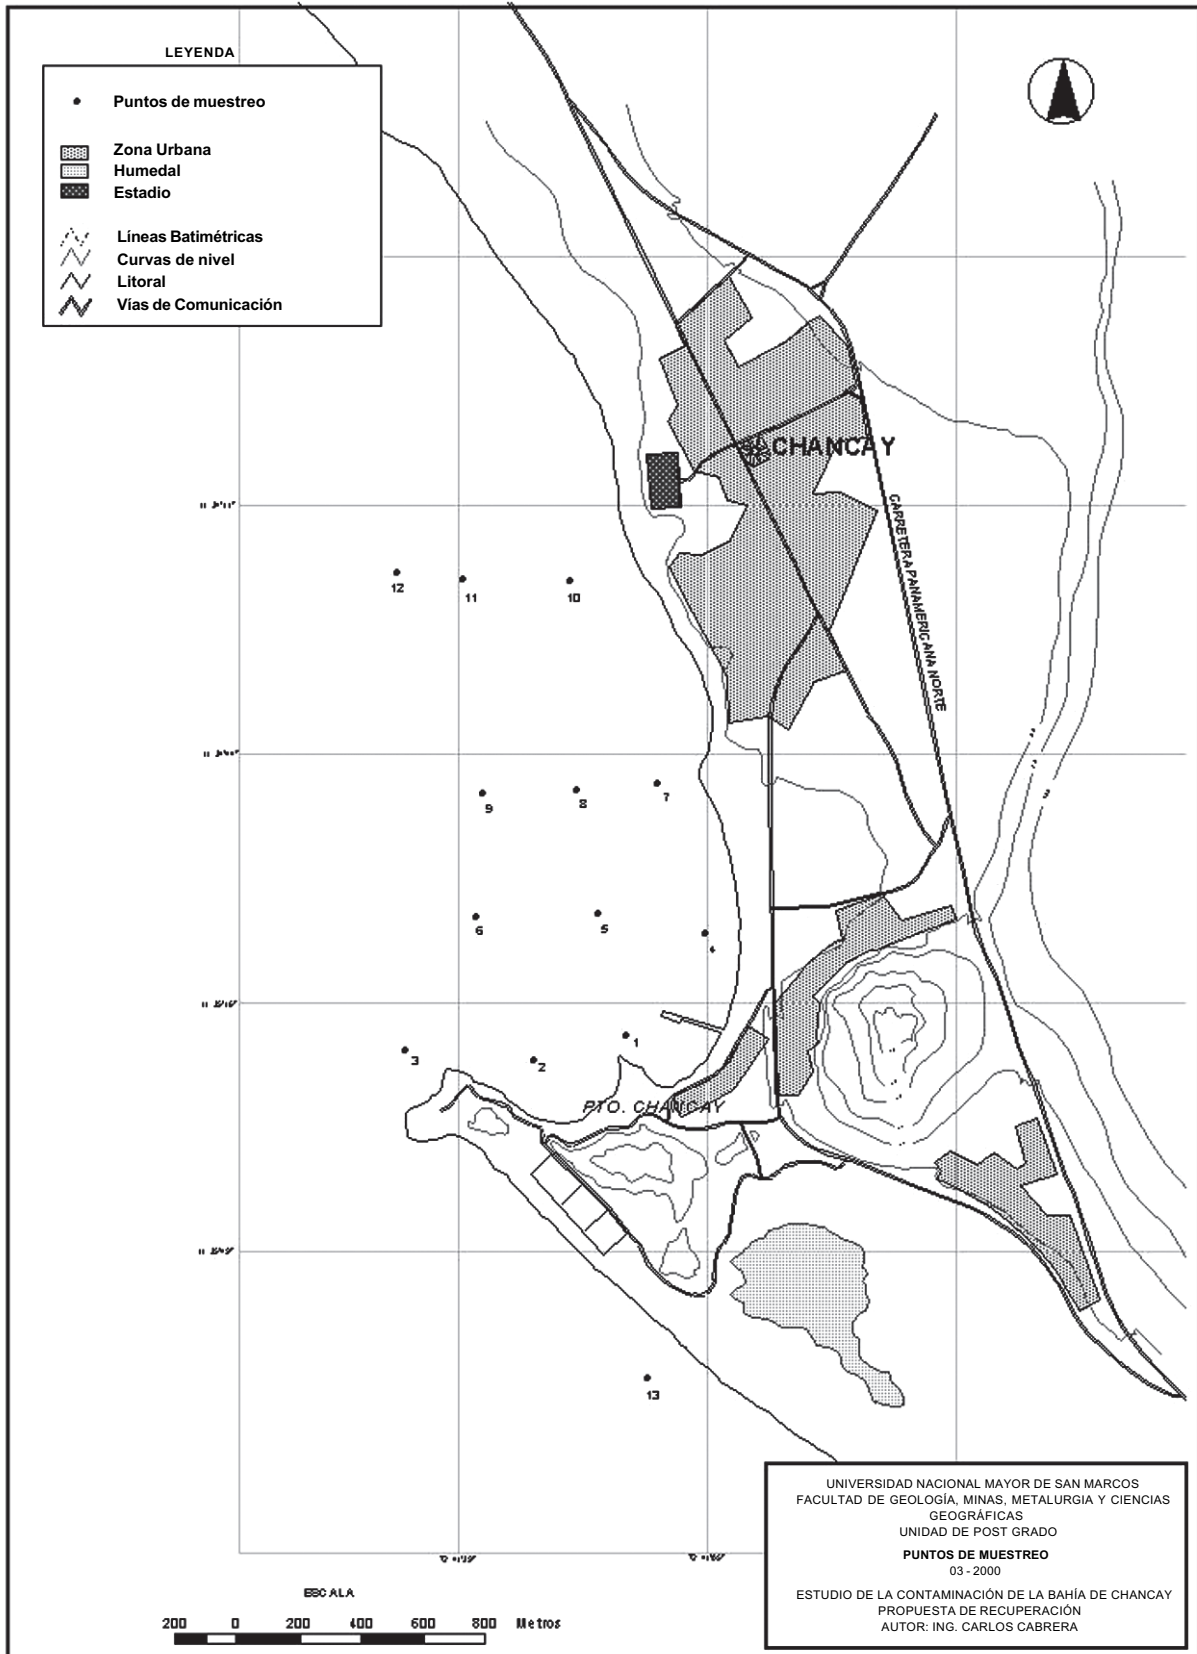 LEYENDA
Puntos de muestreo
Zona Urbana
Humedal
Estadio
Líneas Batimétricas
Curvas de nivel
Litoral
Vías de Comunicación
CHANCAY
CARRETERA PANAMERICANA NORTE
12
11
10
9
8
7
6
5
4
3
2
1
PTO. CHANCAY
13
ESCALA
200 0 200 400 600 800 Metros
UNIVERSIDAD NACIONAL MAYOR DE SAN MARCOS
FACULTAD DE GEOLOGÍA, MINAS, METALURGIA Y CIENCIAS
GEOGRÁFICAS
UNIDAD DE POST GRADO
PUNTOS DE MUESTREO
03 - 2000
ESTUDIO DE LA CONTAMINACIÓN DE LA BAHÍA DE CHANCAY
PROPUESTA DE RECUPERACIÓN
AUTOR: ING. CARLOS CABRERA